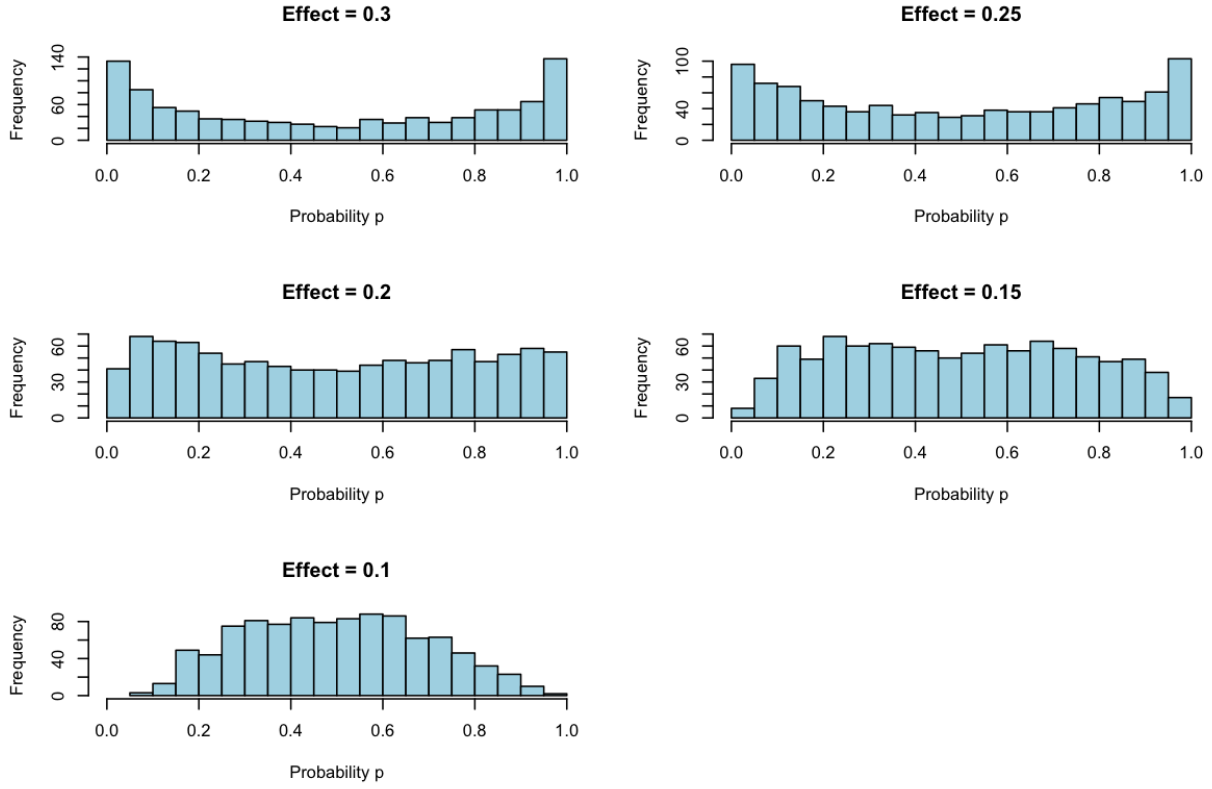 Effect = 0.3
Frequency
0 60 140
0.0 0.2 0.4 0.6 0.8 1.0
Probability p
Effect = 0.25
Frequency
0 40 100
0.0 0.2 0.4 0.6 0.8 1.0
Probability p
Effect = 0.2
Frequency
0 30 60
0.0 0.2 0.4 0.6 0.8 1.0
Probability p
Effect = 0.15
Frequency
0 30 60
0.0 0.2 0.4 0.6 0.8 1.0
Probability p
Effect = 0.1
Frequency
0 40 80
0.0 0.2 0.4 0.6 0.8 1.0
Probability p